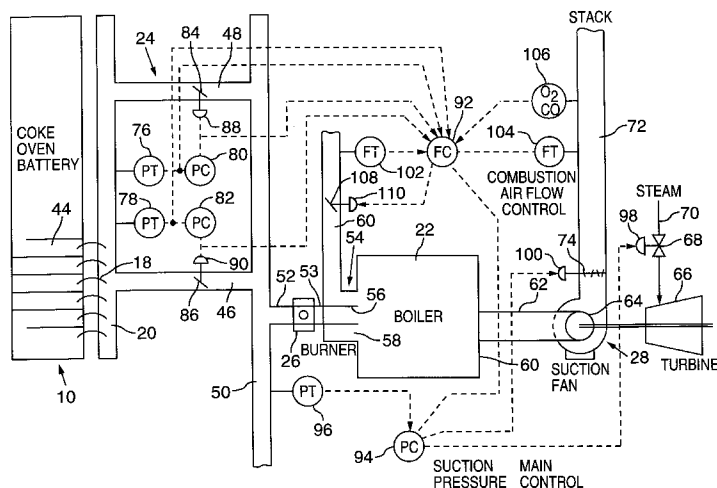 STACK
24
84
48
106
O2
CO
92
88
104
72
COKE
OVEN
BATTERY
76
PT
PC
80
FT
FC
FT
102
108
110
COMBUSTION
AIR FLOW
CONTROL
STEAM
78
PT
PC
82
98
70
44
60
54
22
100
74
68
18
90
62
64
66
52
53
56
86
46
BOILER
58
20
26
BURNER
60
SUCTION
FAN
28
TURBINE
10
50
PT
96
94
PC
SUCTION MAIN
PRESSURE CONTROL